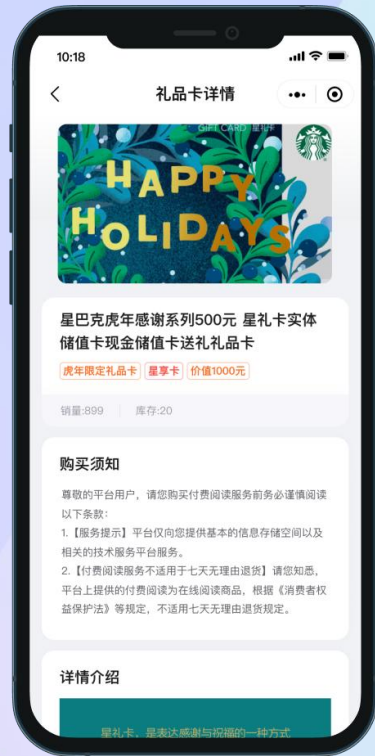 10:18
礼品卡详情
GIFT CARD 星礼卡
HAPPY
HOLIDAYS
星巴克虎年感谢系列500元 星礼卡实体
储值卡现金储值卡送礼礼品卡
虎年限定礼品卡 星享卡 价值1000元
销量:899 库存:20
购买须知
尊敬的平台用户，请您购买付费阅读服务前务必谨慎阅读
以下条款：
1.【服务提示】平台仅向您提供基本的信息存储空间以及
相关的技术服务平台服务。
2.【付费阅读服务不适用于七天无理由退货】请您知悉，
平台上提供的付费阅读为在线阅读商品，根据《消费者权
益保护法》等规定，不适用七天无理由退货规定。
详情介绍
星礼卡，是表达感谢与祝福的一种方式